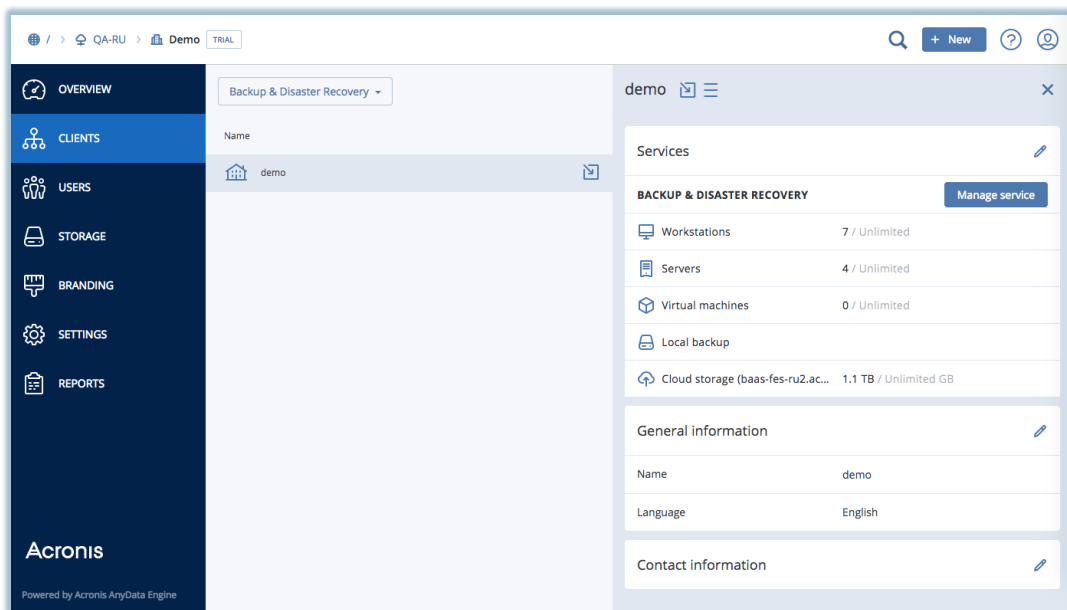 / > QA-RU > Demo TRIAL
+ New
OVERVIEW
CLIENTS
USERS
STORAGE
BRANDING
SETTINGS
REPORTS
Acronis
Powered by Acronis AnyData Engine
Backup & Disaster Recovery
Name
demo
demo
Services
BACKUP & DISASTER RECOVERY Manage service
Workstations 7 / Unlimited
Servers 4 / Unlimited
Virtual machines 0 / Unlimited
Local backup
Cloud storage (baas-fes-ru2.ac... 1.1 TB / Unlimited GB
General information
Name demo
Language English
Contact information